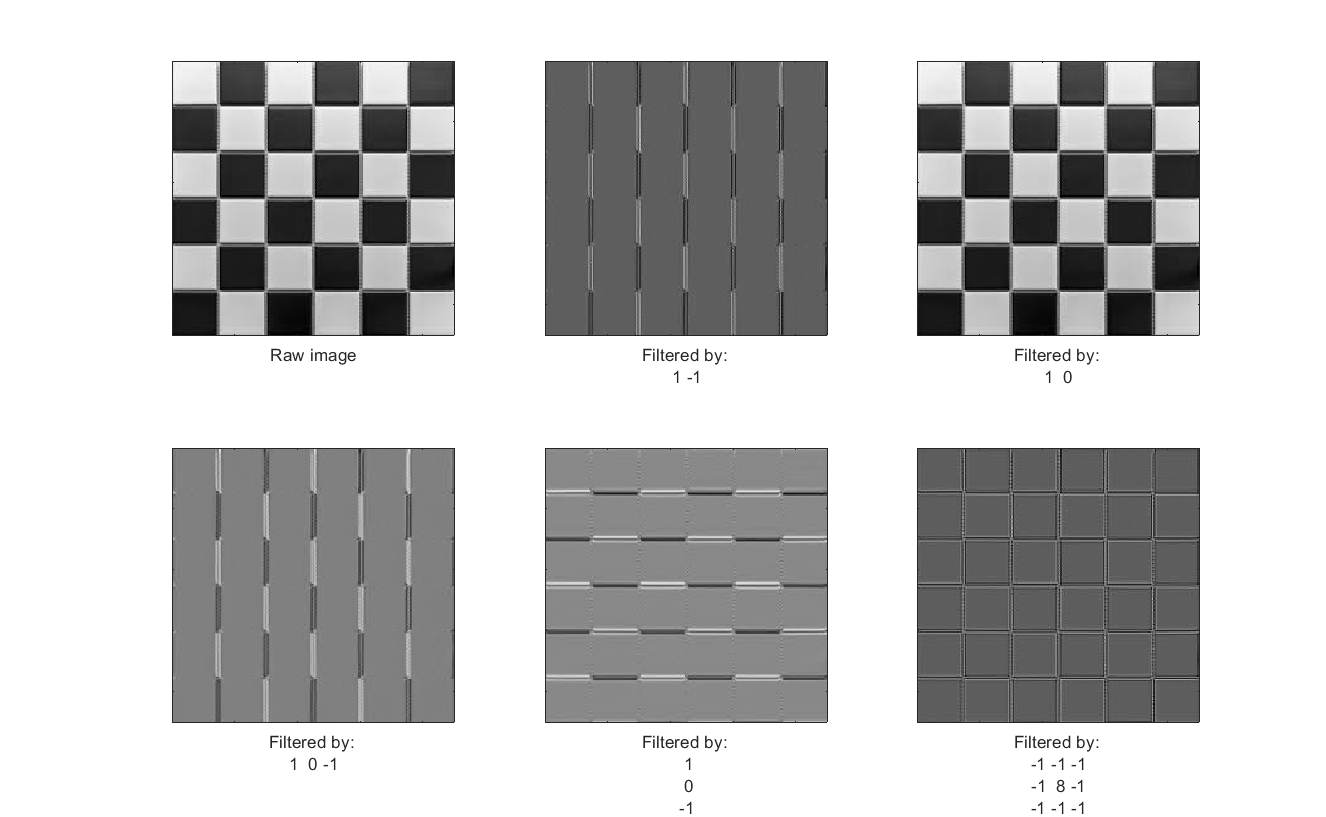 Raw image
Filtered by:
1 -1
Filtered by:
1 0
Filtered by:
1 0 -1
Filtered by:
1
0
-1
Filtered by:
-1 -1 -1
-1 8 -1
-1 -1 -1